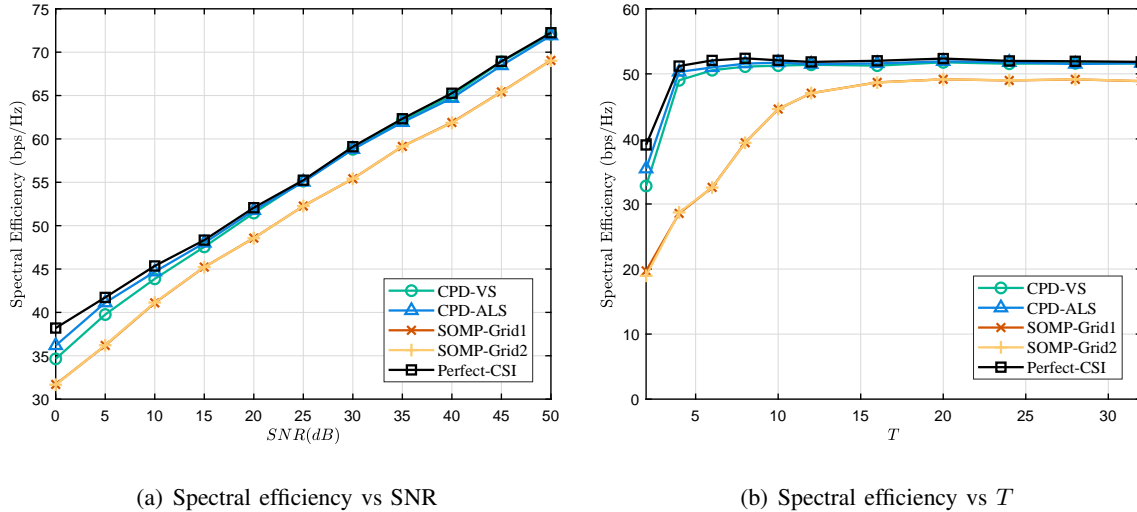 75
70
65
60
55
50
45
40
35
30
0 5 10 15 20 25 30 35 40 45 50
Spectral Efficiency (bps/Hz)
SNR(dB)
CPD-VS
CPD-ALS
SOMP-Grid1
SOMP-Grid2
Perfect-CSI
(a) Spectral efficiency vs SNR
60
50
40
30
20
10
0
5 10 15 20 25 30
Spectral Efficiency (bps/Hz)
T
CPD-VS
CPD-ALS
SOMP-Grid1
SOMP-Grid2
Perfect-CSI
(b) Spectral efficiency vs T